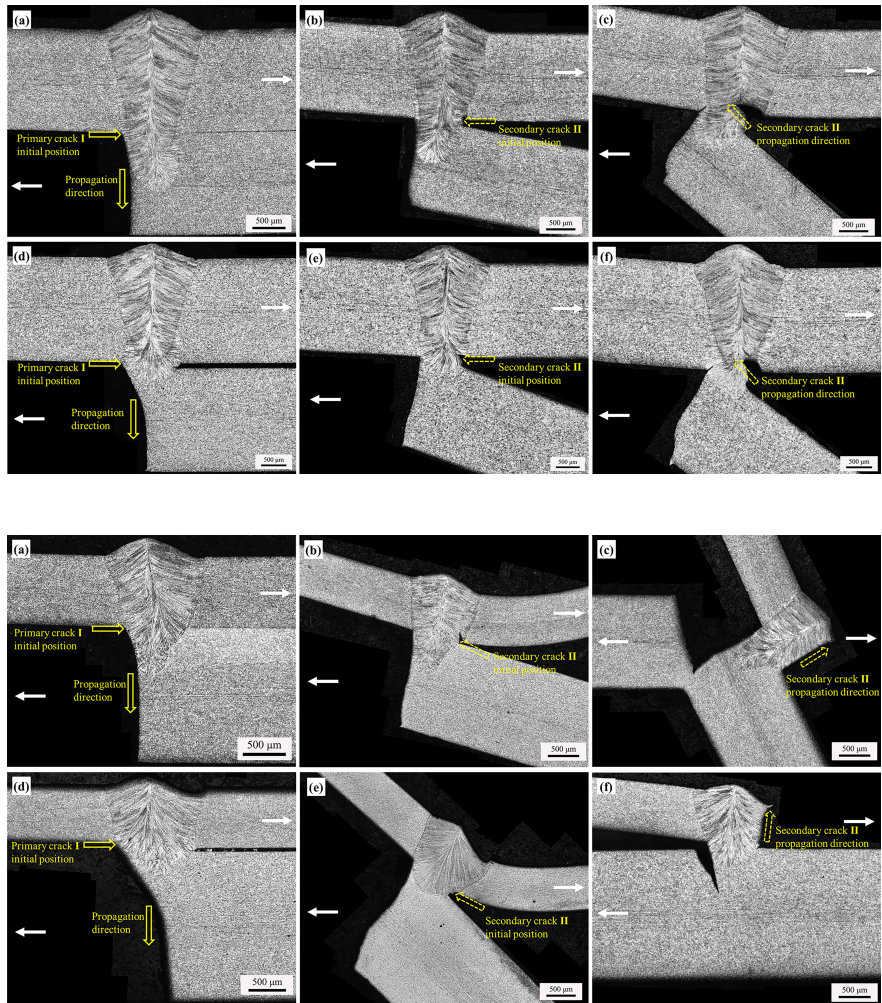 (a)
Primary crack I
initial position
Propagation
direction
500 μm
(b)
Secondary crack II
initial position
500 μm
(c)
Secondary crack II
propagation direction
500 μm
(d)
Primary crack I
initial position
Propagation
direction
500 μm
(e)
Secondary crack II
initial position
500 μm
(f)
Secondary crack II
propagation direction
500 μm
(a)
Primary crack I
initial position
Propagation
direction
500 μm
(b)
Secondary crack II
initial position
500 μm
(c)
Secondary crack II
propagation direction
500 μm
(d)
Primary crack I
initial position
Propagation
direction
500 μm
(e)
Secondary crack II
initial position
500 μm
(f)
Secondary crack II
propagation direction
500 μm